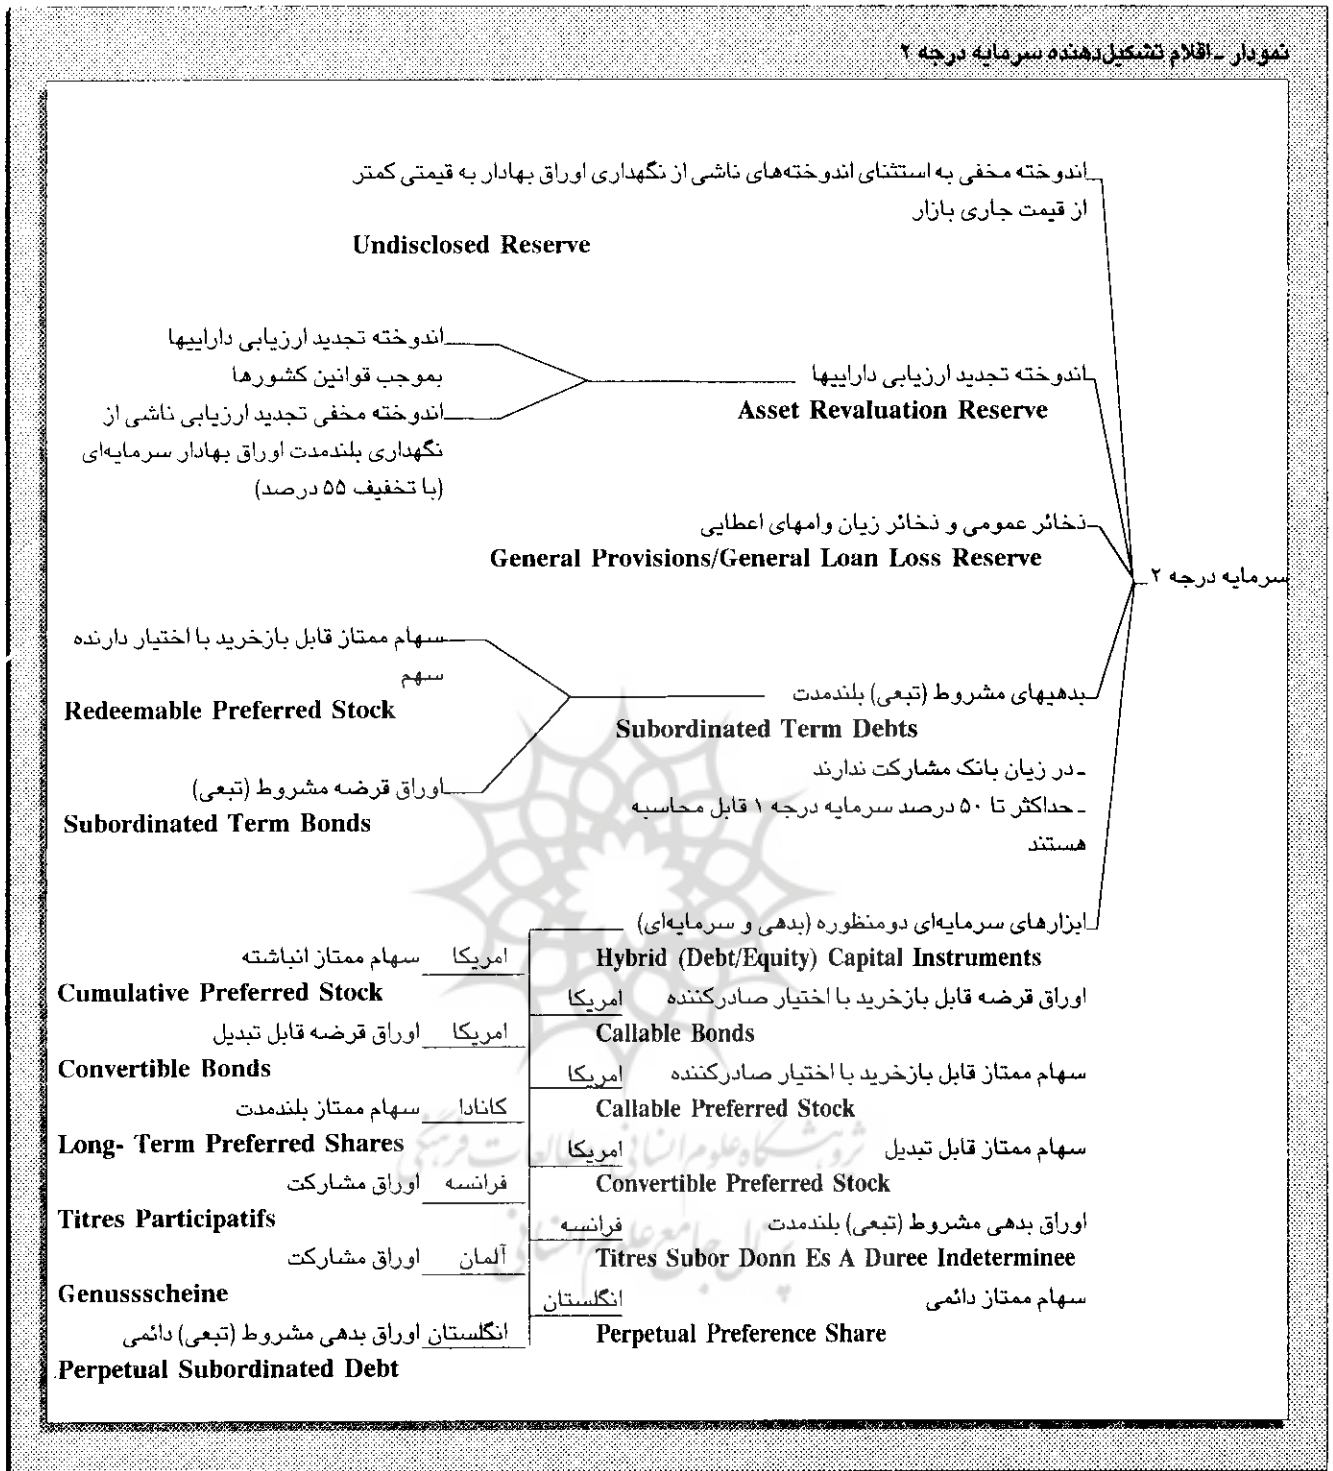 نمودار ـ اقلام تشکیل‌دهنده سرمایه درجه ۲
اندوخته مخفی به استثنای اندوخته‌های ناشی از نگهداری اوراق بهادار به قیمتی کمتر
از قیمت جاری بازار
Undisclosed Reserve
اندوخته تجدید ارزیابی داراییها
Asset Revaluation Reserve
اندوخته تجدید ارزیابی داراییها
بموجب قوانین کشورها
اندوخته مخفی تجدید ارزیابی ناشی از
نگهداری بلندمدت اوراق بهادار سرمایه‌ای
(با تخفیف ۵۵ درصد)
ذخائر عمومی و ذخائر زیان وامهای اعطایی
General Provisions/General Loan Loss Reserve
سرمایه درجه ۲
بدهیهای مشروط (تبعی) بلندمدت
Subordinated Term Debts
ـ در زیان بانک مشارکت ندارند
ـ حداکثر تا ۵۰ درصد سرمایه درجه ۱ قابل محاسبه
هستند
سهام ممتاز قابل بازخرید با اختیار دارنده
سهم
Redeemable Preferred Stock
اوراق قرضه مشروط (تبعی)
Subordinated Term Bonds
ابزارهای سرمایه‌ای دومنظوره (بدهی و سرمایه‌ای)
Hybrid (Debt/Equity) Capital Instruments
اوراق قرضه قابل بازخرید با اختیار صادرکننده امریکا
Callable Bonds
سهام ممتاز قابل بازخرید با اختیار صادرکننده امریکا
Callable Preferred Stock
سهام ممتاز قابل تبدیل امریکا
Convertible Preferred Stock
اوراق بدهی مشروط (تبعی) بلندمدت فرانسه
Titres Subor Donn Es A Duree Indeterminee
سهام ممتاز دائمی انگلستان
Perpetual Preference Share
امریکا سهام ممتاز انباشته
Cumulative Preferred Stock
امریکا اوراق قرضه قابل تبدیل
Convertible Bonds
کانادا سهام ممتاز بلندمدت
Long- Term Preferred Shares
فرانسه اوراق مشارکت
Titres Participatifs
آلمان اوراق مشارکت
Genussscheine
انگلستان اوراق بدهی مشروط (تبعی) دائمی
Perpetual Subordinated Debt
پژوهشگاه علوم انسانی و مطالعات فرهنگی
پرتال جامع علوم انسانی